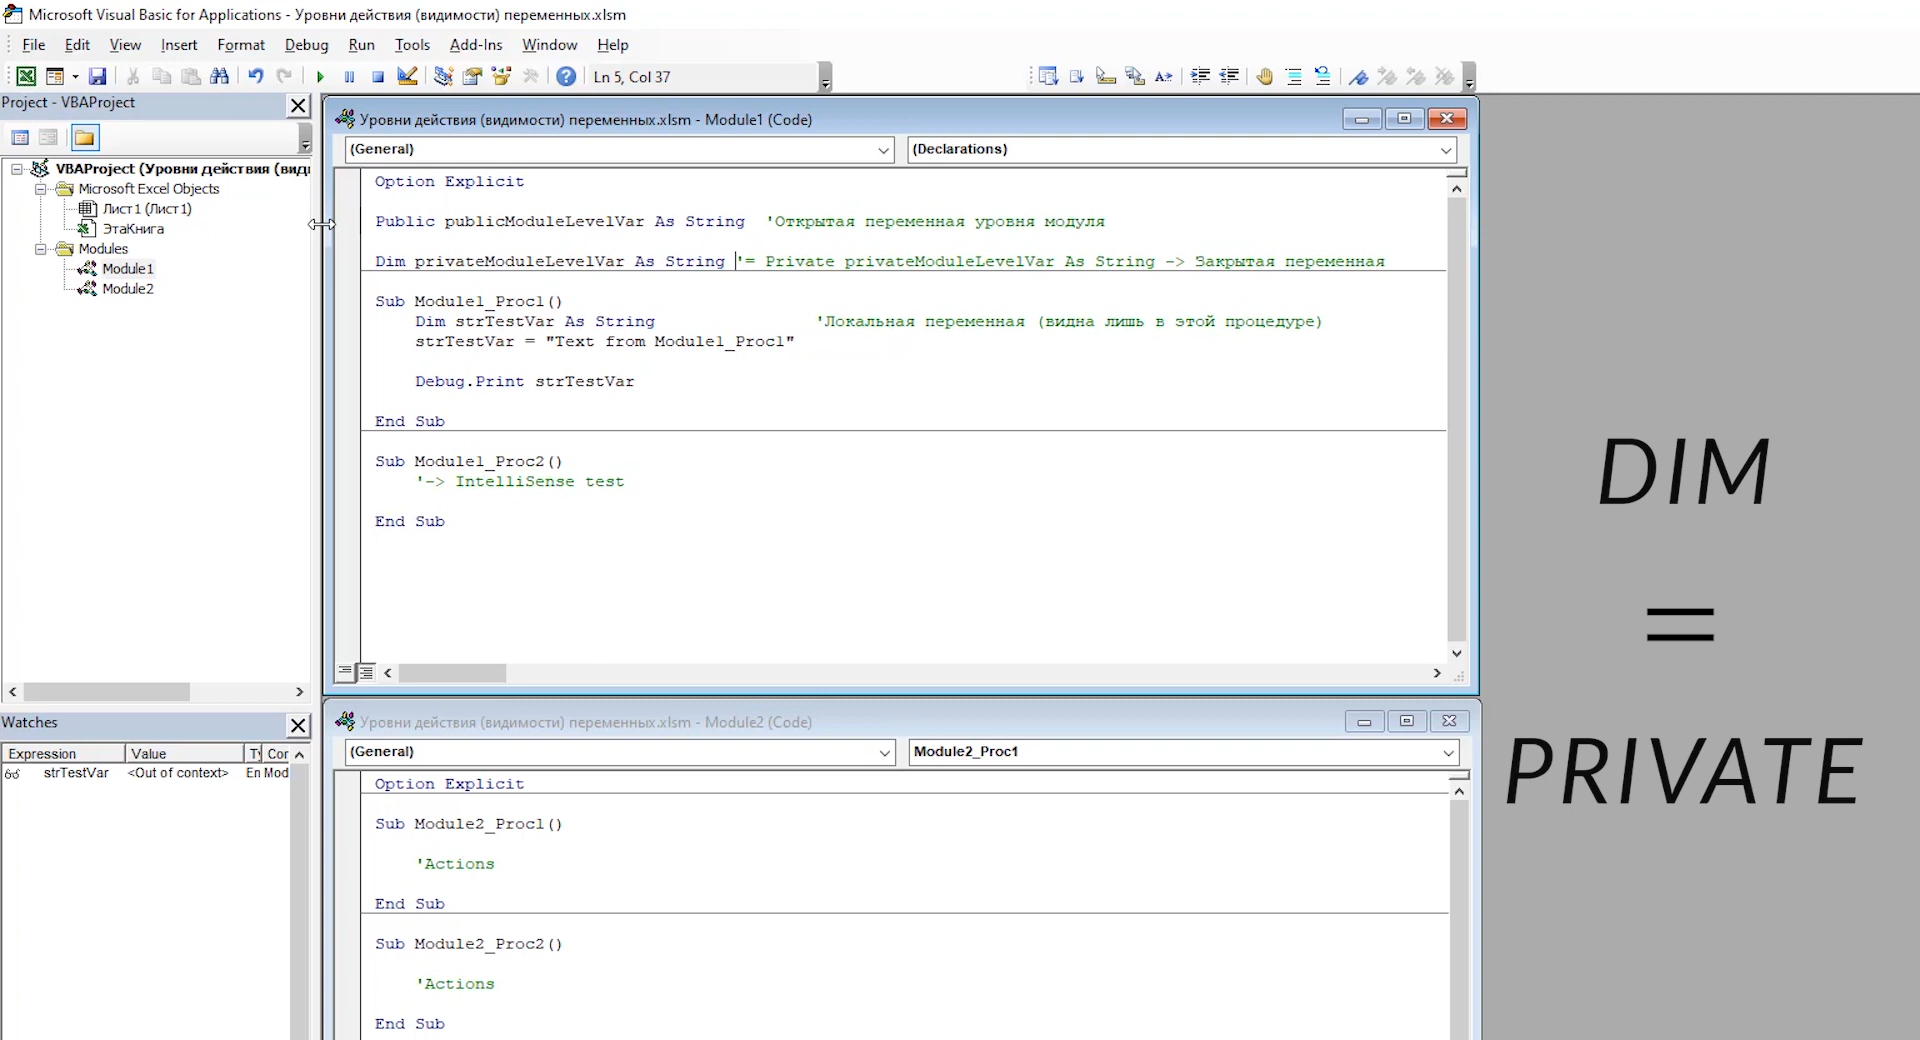 Microsoft Visual Basic for Applications - Уровни действия (видимости) переменных.xlsm
File Edit View Insert Format Debug Run Tools Add-Ins Window Help
Ln 5, Col 37
Project - VBAProject
VBAProject (Уровни действия (вид
Microsoft Excel Objects
Лист1 (Лист1)
ЭтаКнига
Modules
Module1
Module2
Уровни действия (видимости) переменных.xlsm - Module1 (Code)
(General) (Declarations)
Option Explicit
Public publicModuleLevelVar As String 'Открытая переменная уровня модуля
Dim privateModuleLevelVar As String '= Private privateModuleLevelVar As String -> Закрытая переменная
Sub Module1_Proc1()
Dim strTestVar As String 'Локальная переменная (видна лишь в этой процедуре)
strTestVar = "Text from Module1_Proc1"
Debug.Print strTestVar
End Sub
Sub Module1_Proc2()
'-> IntelliSense test
End Sub
DIM
=
PRIVATE
Watches
Expression Value Ty Cor
strTestVar <Out of context> En Mod
Уровни действия (видимости) переменных.xlsm - Module2 (Code)
(General) Module2_Proc1
Option Explicit
Sub Module2_Proc1()
'Actions
End Sub
Sub Module2_Proc2()
'Actions
End Sub